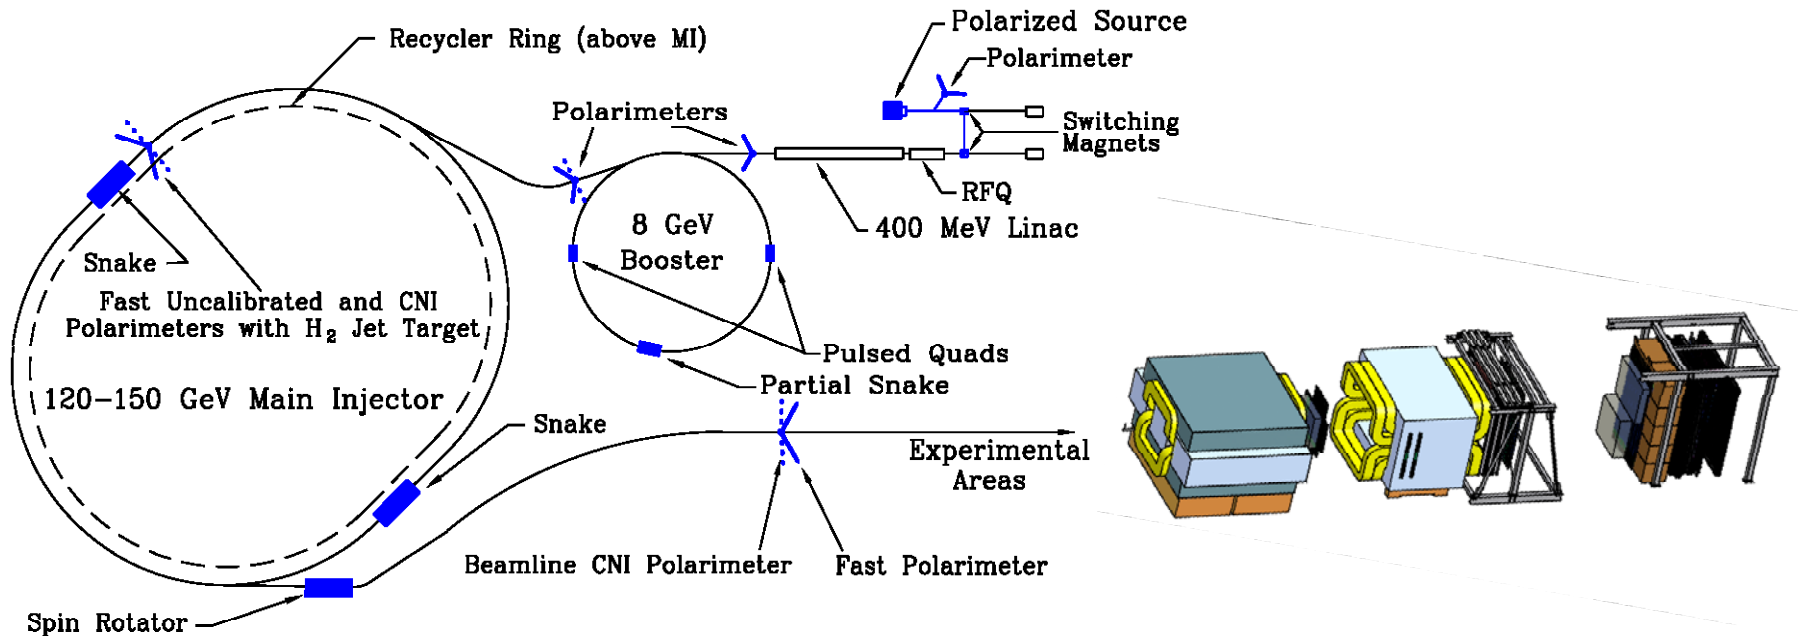 Polarized Source
Recycler Ring (above MI)
Polarimeter
Polarimeters
Switching
Magnets
RFQ
400 MeV Linac
8 GeV
Booster
Snake
Fast Uncalibrated and CNI
Polarimeters with H₂ Jet Target
Pulsed Quads
Partial Snake
120-150 GeV Main Injector
Snake
Experimental
Areas
Beamline CNI Polarimeter
Fast Polarimeter
Spin Rotator